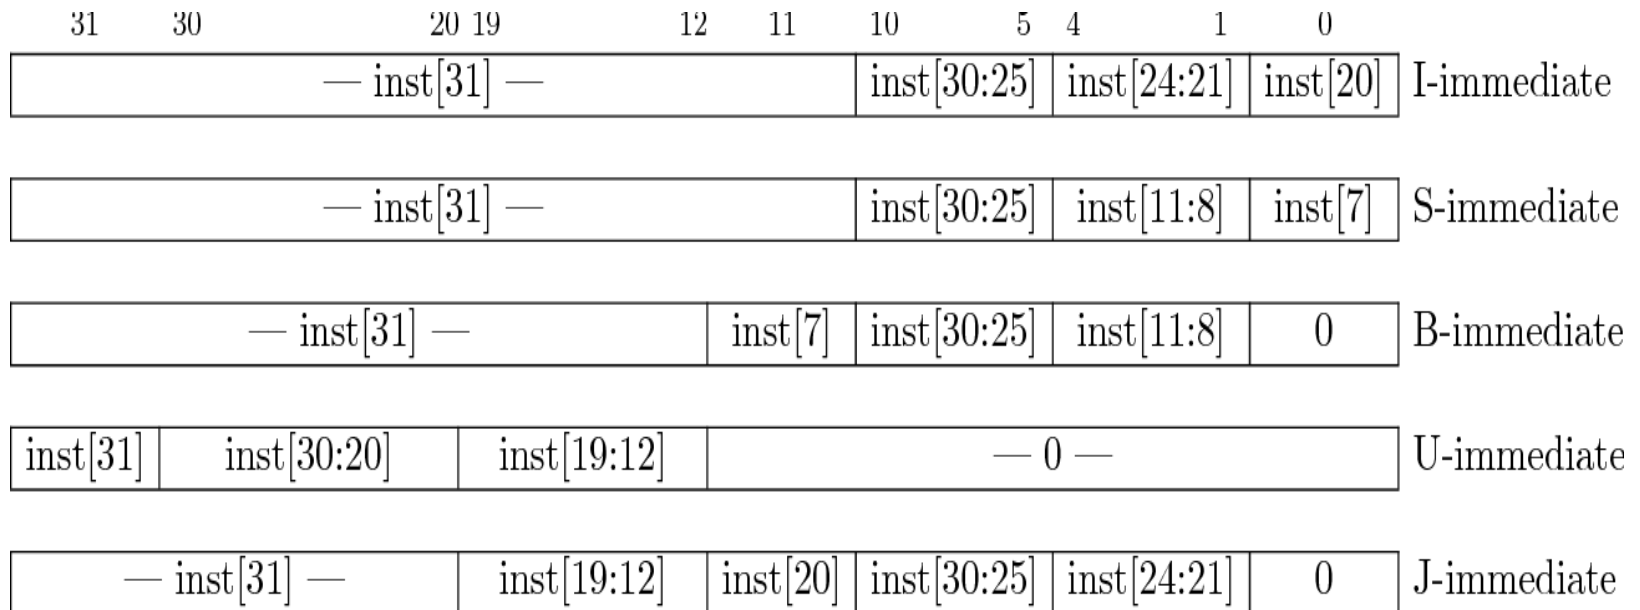 31 30 20 19 12 11 10 5 4 1 0
— inst[31] — inst[30:25] inst[24:21] inst[20] I-immediate
— inst[31] — inst[30:25] inst[11:8] inst[7] S-immediate
— inst[31] — inst[7] inst[30:25] inst[11:8] 0 B-immediate
inst[31] inst[30:20] inst[19:12] — 0 — U-immediate
— inst[31] — inst[19:12] inst[20] inst[30:25] inst[24:21] 0 J-immediate